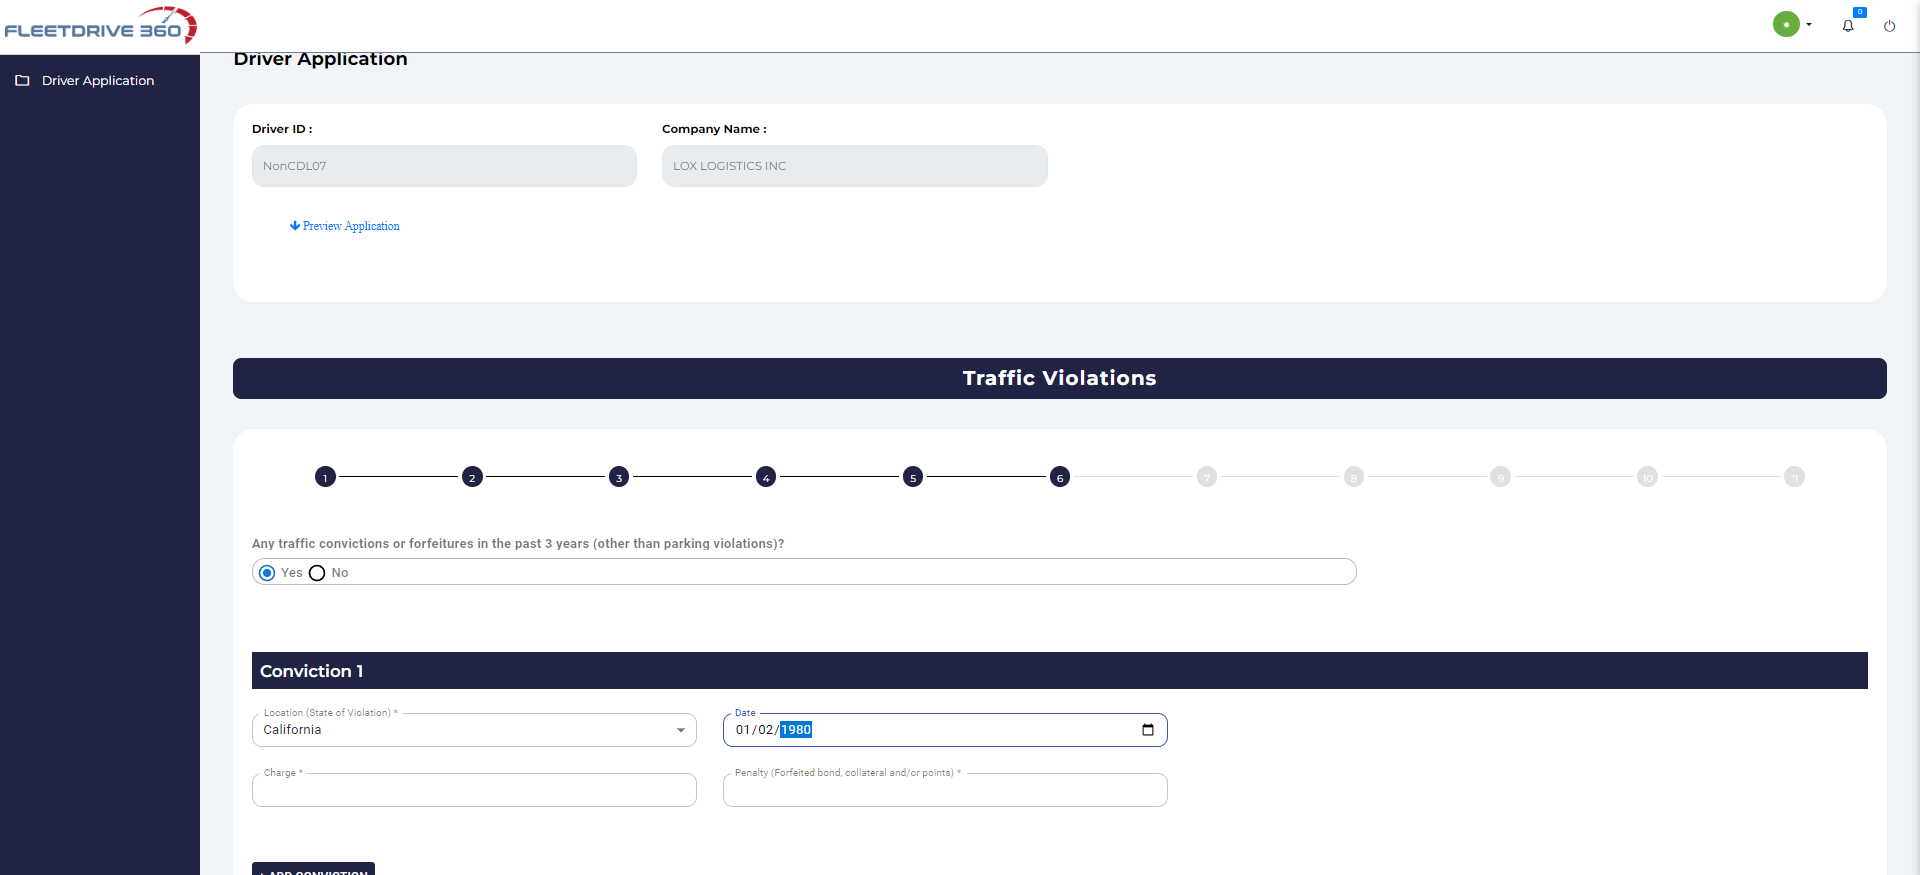 FLEETDRIVE 360
0
Driver Application
Driver Application
Driver ID :
Company Name :
NonCDL07
LOX LOGISTICS INC
Preview Application
Traffic Violations
1 2 3 4 5 6 7 8 9 10 11
Any traffic convictions or forfeitures in the past 3 years (other than parking violations)?
Yes No
Conviction 1
Location (State of Violation) *
California
Date
01/02/1980
Charge *
Penalty (Forfeited bond, collateral and/or points) *
+ ADD CONVICTION